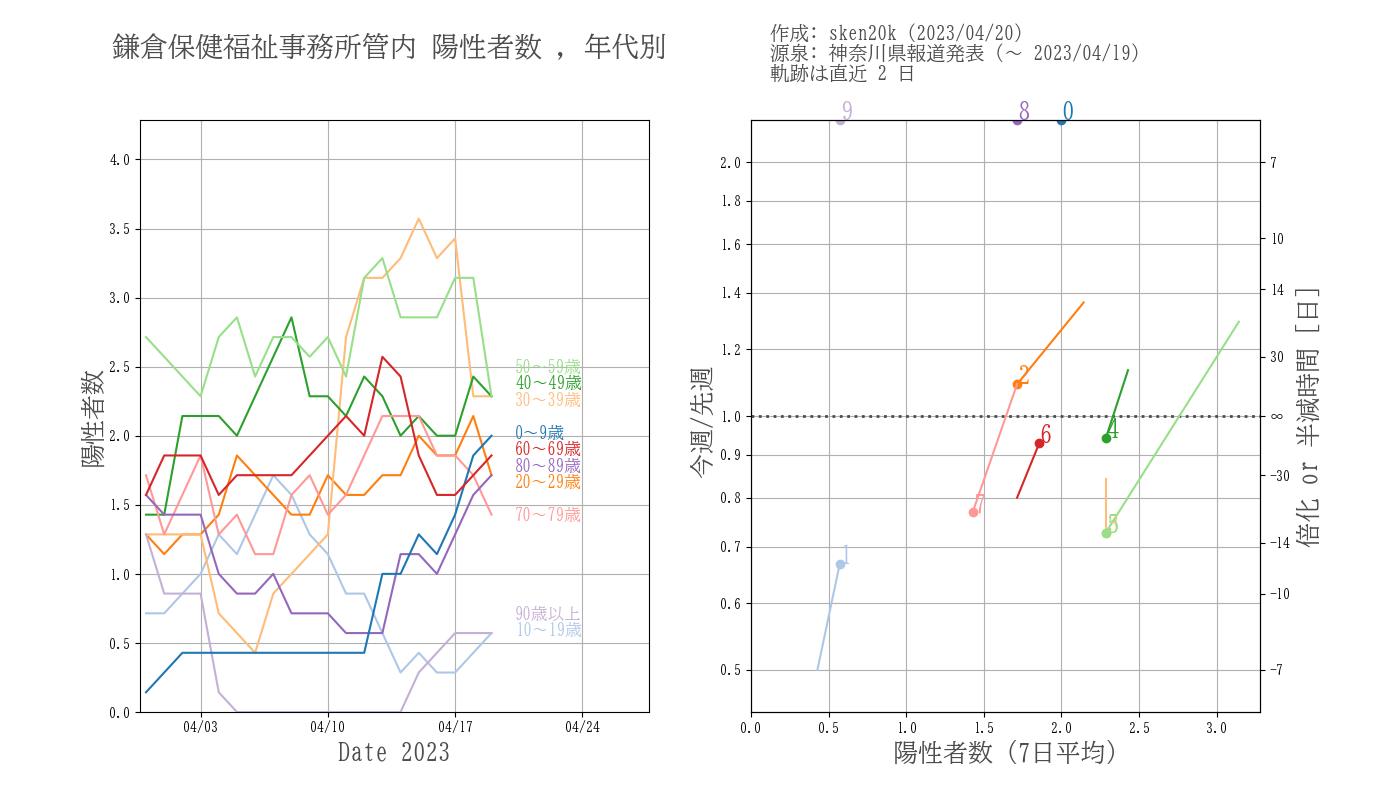 鎌倉保健福祉事務所管内 陽性者数 , 年代別
作成: sken20k (2023/04/20)
源泉: 神奈川県報道発表 (～ 2023/04/19)
軌跡は直近 2 日
陽性者数
4.0
3.5
3.0
2.5
2.0
1.5
1.0
0.5
0.0
50～59歳
40～49歳
30～39歳
0～9歳
60～69歳
80～89歳
20～29歳
70～79歳
90歳以上
10～19歳
04/03
04/10
04/17
04/24
Date 2023
今週/先週
2.0
1.8
1.6
1.4
1.2
1.0
0.9
0.8
0.7
0.6
0.5
9
8
0
2
4
6
7
5
1
7
10
14
30
∞
−30
−14
−10
−7
倍化 or 半減時間 [日]
0.0
0.5
1.0
1.5
2.0
2.5
3.0
陽性者数 (7日平均)